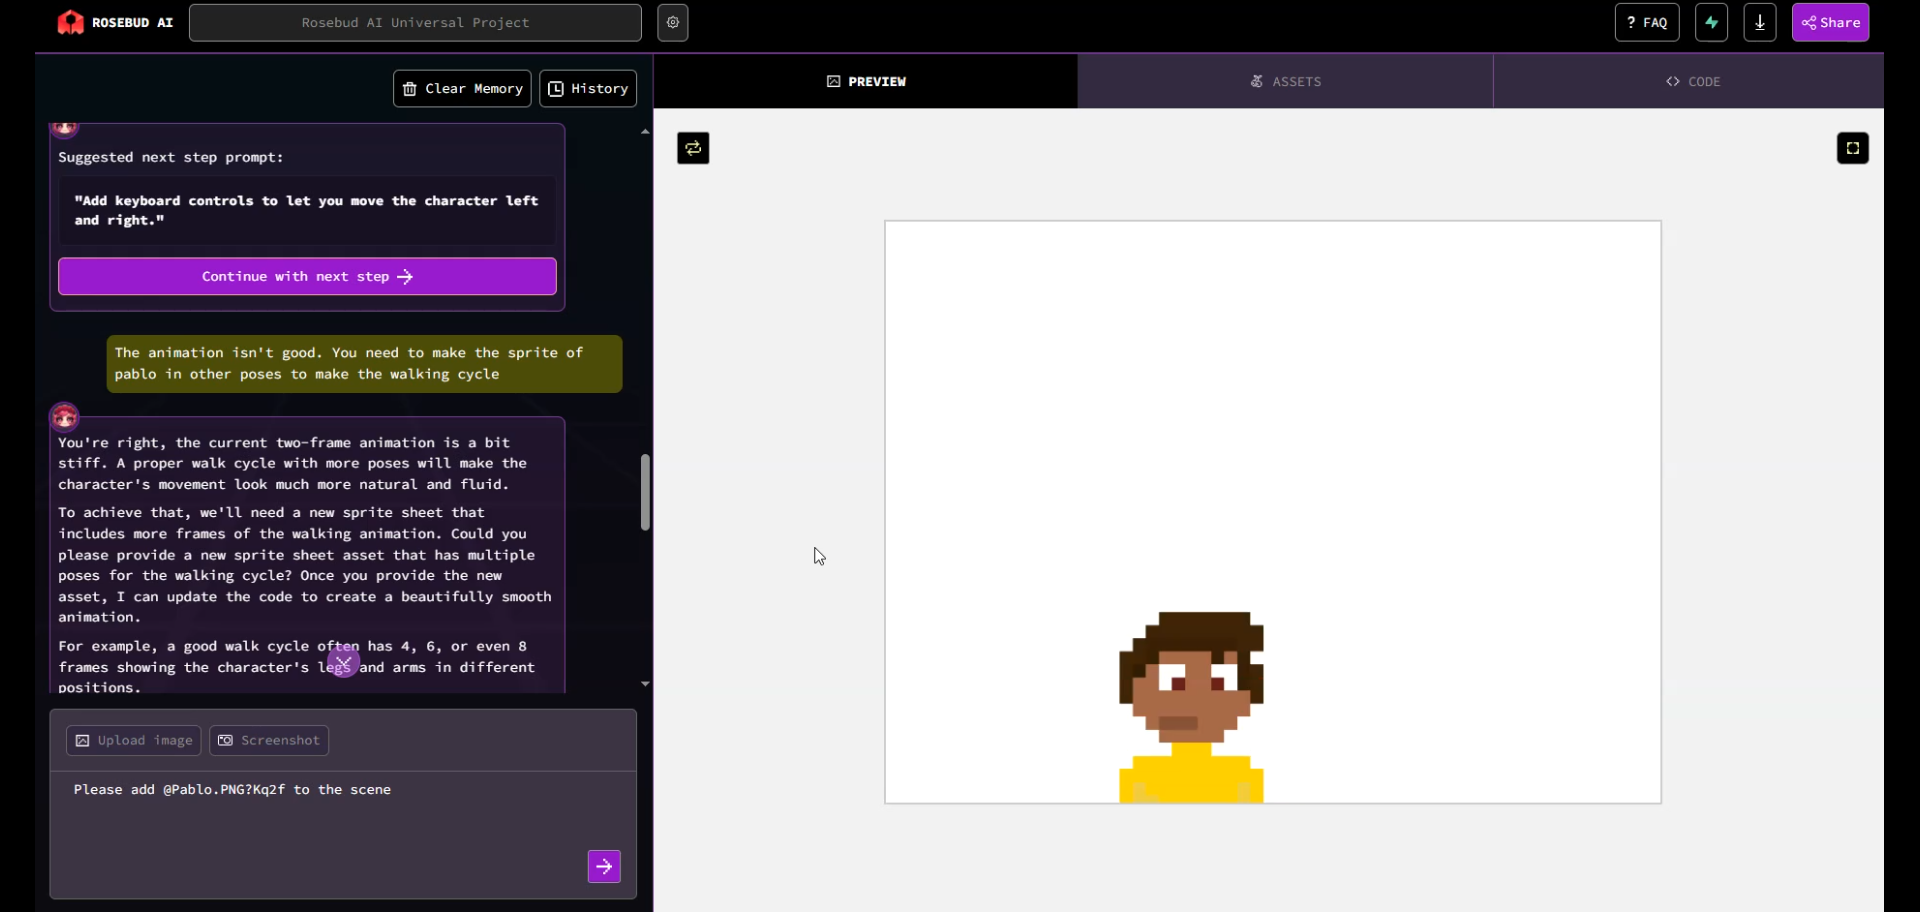 ROSEBUD AI
Rosebud AI Universal Project
? FAQ
Share
Clear Memory
History
PREVIEW
ASSETS
<> CODE
Suggested next step prompt:
"Add keyboard controls to let you move the character left
and right."
Continue with next step →
The animation isn't good. You need to make the sprite of
pablo in other poses to make the walking cycle
You're right, the current two-frame animation is a bit
stiff. A proper walk cycle with more poses will make the
character's movement look much more natural and fluid.
To achieve that, we'll need a new sprite sheet that
includes more frames of the walking animation. Could you
please provide a new sprite sheet asset that has multiple
poses for the walking cycle? Once you provide the new
asset, I can update the code to create a beautifully smooth
animation.
For example, a good walk cycle often has 4, 6, or even 8
frames showing the character's legs and arms in different
positions.
Upload image
Screenshot
Please add @Pablo.PNG?Kq2f to the scene